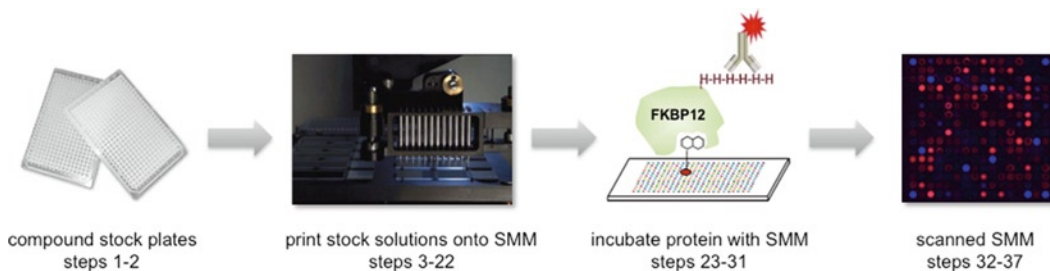 H-H-H-H-H-H
FKBP12
compound stock plates
steps 1-2
print stock solutions onto SMM
steps 3-22
incubate protein with SMM
steps 23-31
scanned SMM
steps 32-37